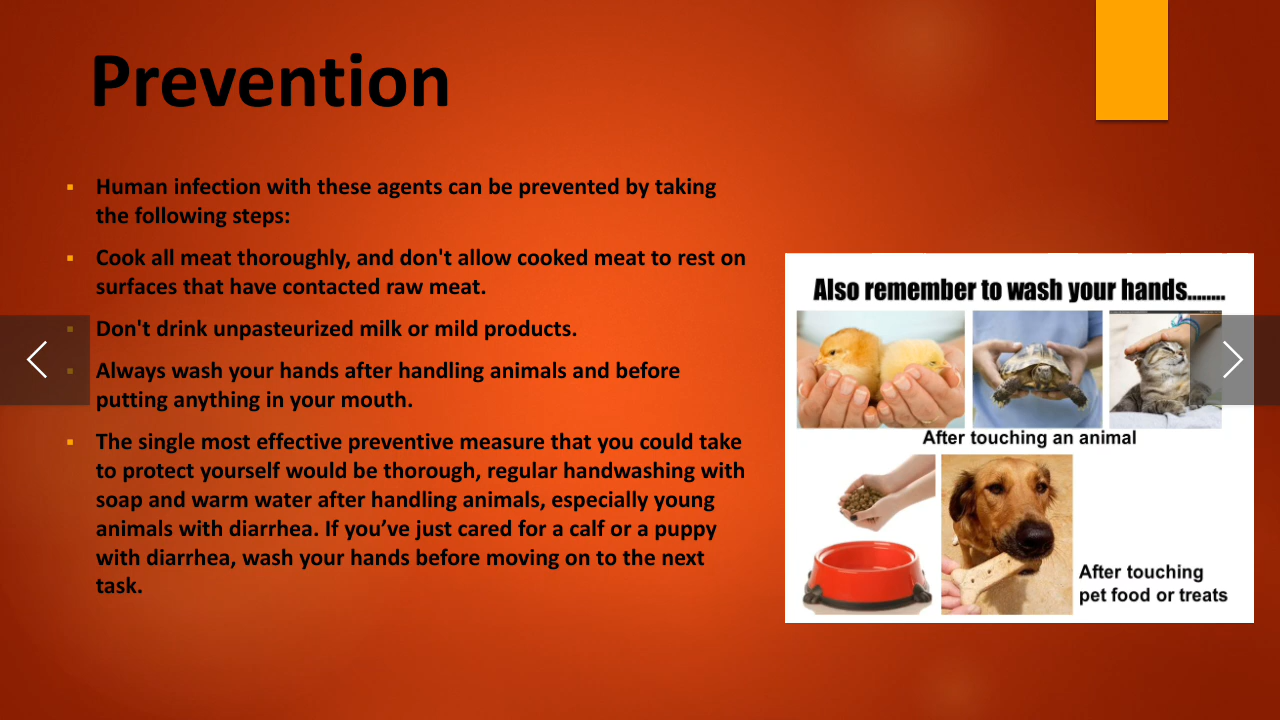 Prevention
Human infection with these agents can be prevented by taking
the following steps:
Cook all meat thoroughly, and don't allow cooked meat to rest on
surfaces that have contacted raw meat.
Don't drink unpasteurized milk or mild products.
Always wash your hands after handling animals and before
putting anything in your mouth.
The single most effective preventive measure that you could take
to protect yourself would be thorough, regular handwashing with
soap and warm water after handling animals, especially young
animals with diarrhea. If you’ve just cared for a calf or a puppy
with diarrhea, wash your hands before moving on to the next
task.
Also remember to wash your hands........
After touching an animal
After touching
pet food or treats